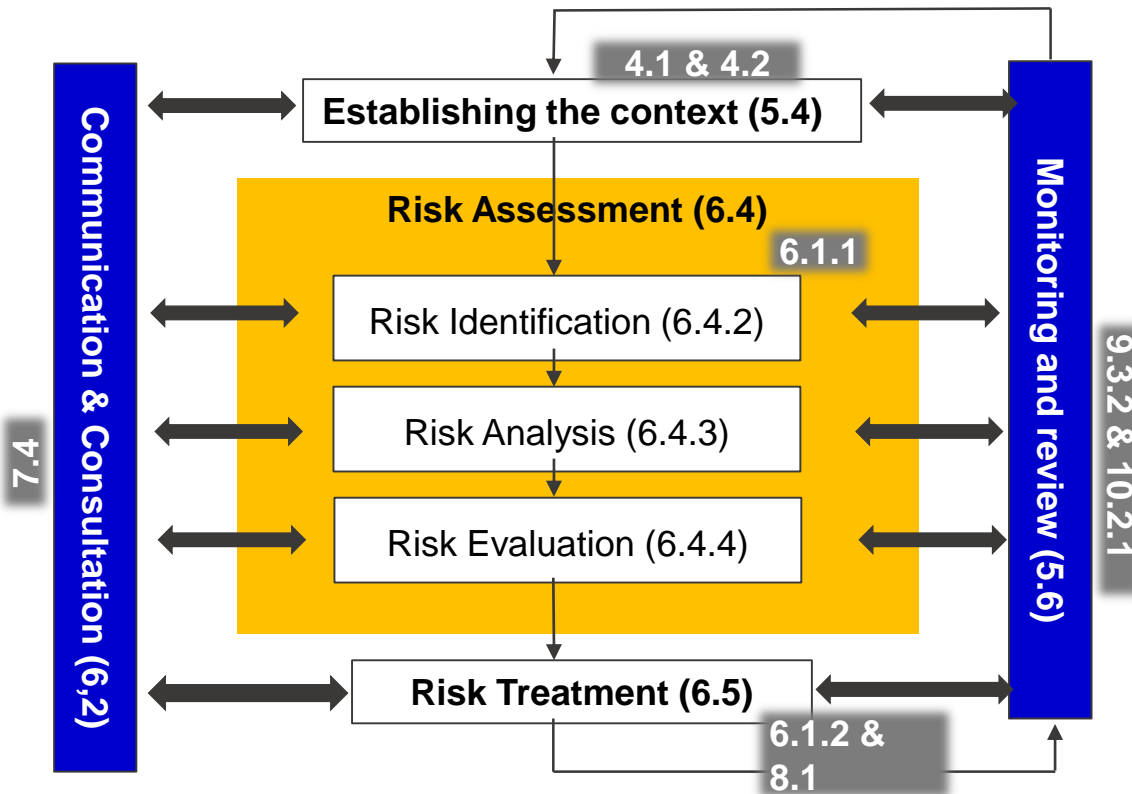 4.1 & 4.2
Establishing the context (5.4)
Risk Assessment (6.4)
6.1.1
Risk Identification (6.4.2)
Risk Analysis (6.4.3)
Risk Evaluation (6.4.4)
Risk Treatment (6.5)
6.1.2 &
8.1
7.4
Communication & Consultation (6,2)
Monitoring and review (5.6)
9.3.2 & 10.2.1